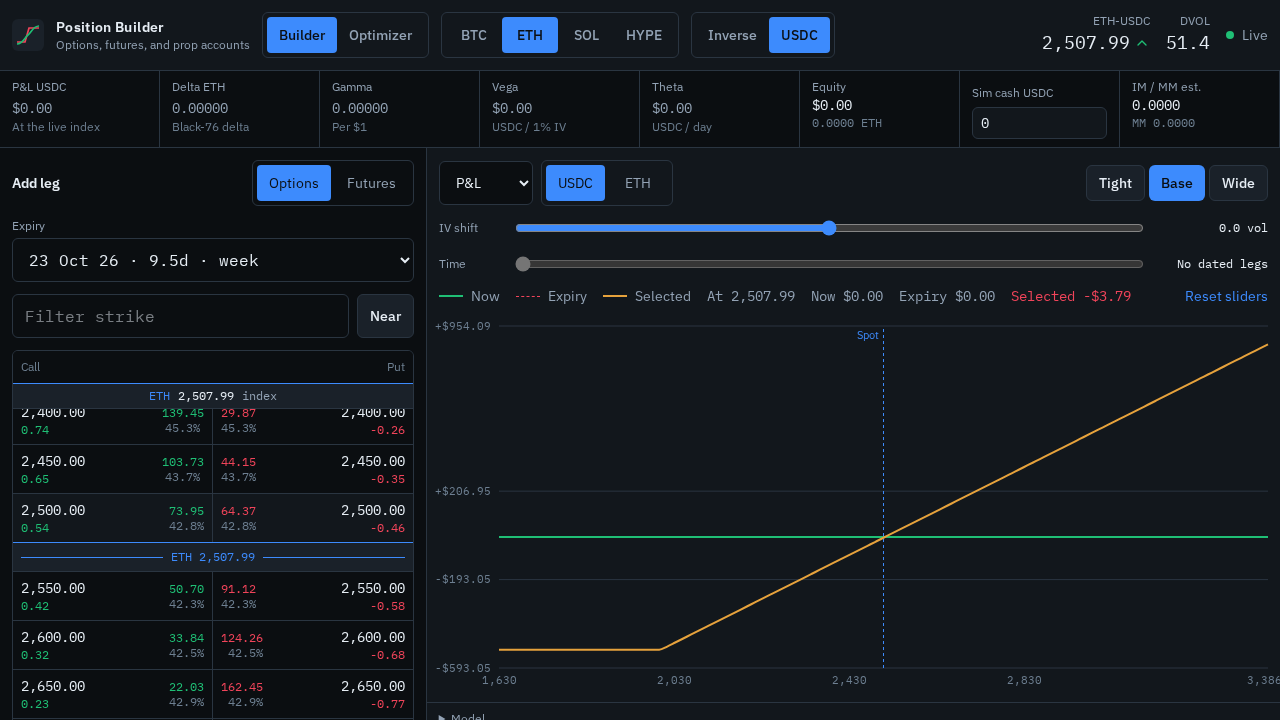 Position Builder
Options, futures, and prop accounts
Builder Optimizer
BTC ETH SOL HYPE
Inverse USDC
ETH-USDC DVOL
2,507.99 51.4 Live
P&L USDC
$0.00
At the live index
Delta ETH
0.00000
Black-76 delta
Gamma
0.00000
Per $1
Vega
$0.00
USDC / 1% IV
Theta
$0.00
USDC / day
Equity
$0.00
0.0000 ETH
Sim cash USDC
0
IM / MM est.
0.0000
MM 0.0000
Add leg
Options Futures
Expiry
23 Oct 26 · 9.5d · week
Filter strike
Near
Call Put
ETH 2,507.99 index
2,400.00 139.45 29.87 2,400.00
0.74 45.3% 45.3% -0.26
2,450.00 103.73 44.15 2,450.00
0.65 43.7% 43.7% -0.35
2,500.00 73.95 64.37 2,500.00
0.54 42.8% 42.8% -0.46
ETH 2,507.99
2,550.00 50.70 91.12 2,550.00
0.42 42.3% 42.3% -0.58
2,600.00 33.84 124.26 2,600.00
0.32 42.5% 42.5% -0.68
2,650.00 22.03 162.45 2,650.00
0.23 42.9% 42.9% -0.77
P&L
USDC ETH
Tight Base Wide
IV shift 0.0 vol
Time No dated legs
Now Expiry Selected At 2,507.99 Now $0.00 Expiry $0.00 Selected -$3.79 Reset sliders
+$954.09
Spot
+$206.95
-$193.05
-$593.05
1,630 2,030 2,430 2,830 3,386
Model